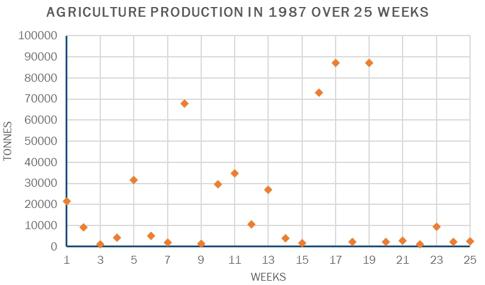 AGRICULTURE PRODUCTION IN 1987 OVER 25 WEEKS
100000
90000
80000
70000
60000
50000
40000
30000
20000
10000
0
TONNES
1 3 5 7 9 11 13 15 17 19 21 23 25
WEEKS